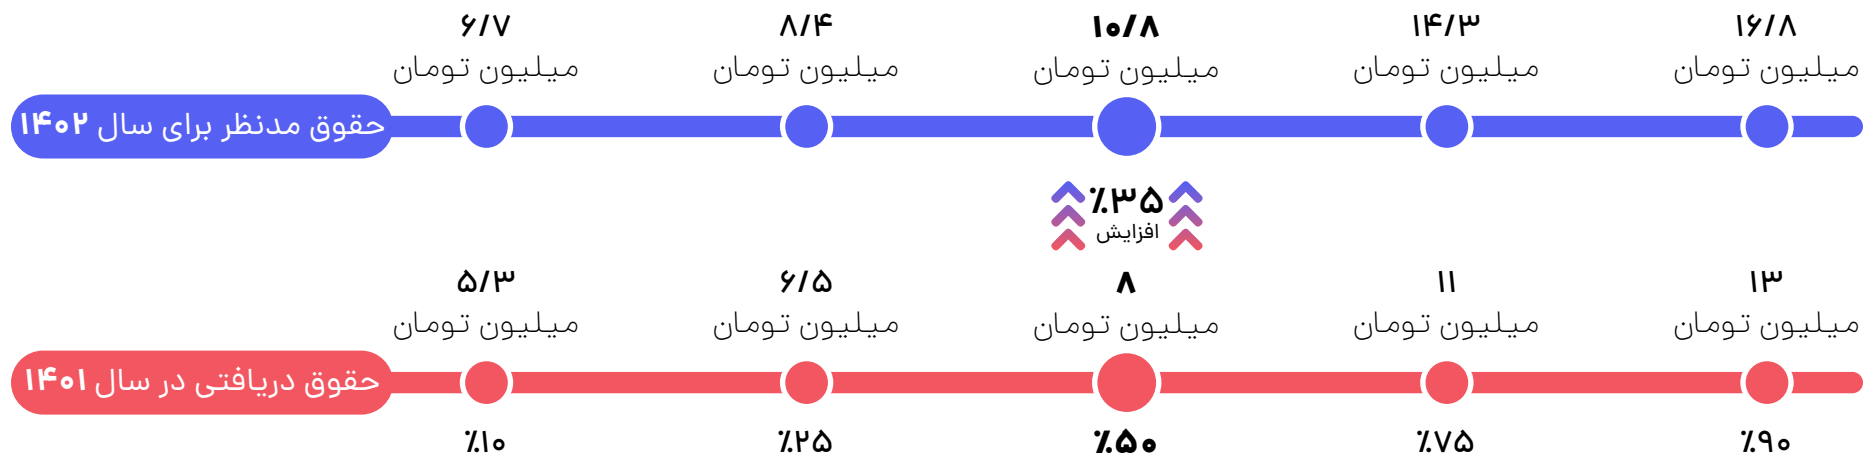 ۶/۷
۸/۴
۱۰/۸
۱۴/۳
۱۶/۸
میلیون تومان
میلیون تومان
میلیون تومان
میلیون تومان
میلیون تومان
حقوق مدنظر برای سال ۱۴۰۲
٪۳۵
افزایش
۵/۳
۶/۵
۸
۱۱
۱۳
میلیون تومان
میلیون تومان
میلیون تومان
میلیون تومان
میلیون تومان
حقوق دریافتی در سال ۱۴۰۱
٪۱۰
٪۲۵
٪۵۰
٪۷۵
٪۹۰